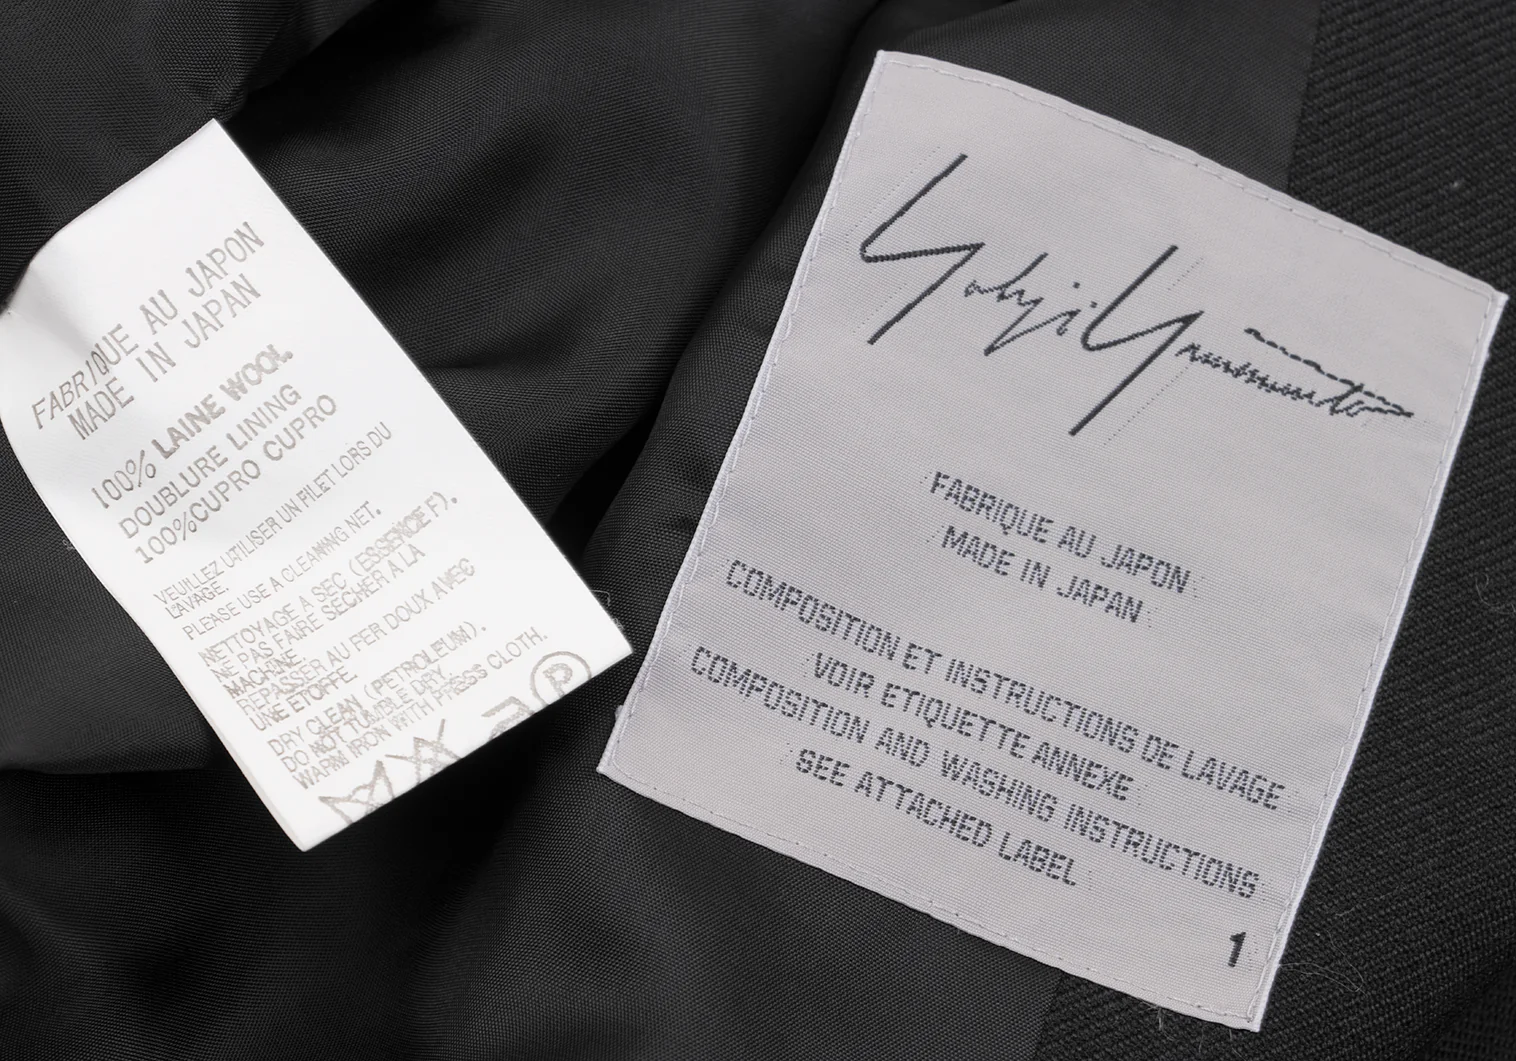 FABRIQUE AU JAPON
MADE IN JAPAN
100% LAINE WOOL
DOUBLURE LINING
100%CUPRO CUPRO
VEUILLEZ UTILISER UN FILET LORS DU
LAVAGE.
PLEASE USE A CLEANING NET.
NETTOYAGE A SEC (ESSENCE F).
NE PAS FAIRE SECHER A LA
MACHINE.
REPASSER AU FER DOUX AVEC
UNE ETOFFE.
DRY CLEAN (PETROLEUM).
DO NOT TUMBLE DRY.
WARM IRON WITH PRESS CLOTH.
P
Yohji Yamamoto
FABRIQUE AU JAPON
MADE IN JAPAN
COMPOSITION ET INSTRUCTIONS DE LAVAGE
VOIR ETIQUETTE ANNEXE
COMPOSITION AND WASHING INSTRUCTIONS
SEE ATTACHED LABEL
1